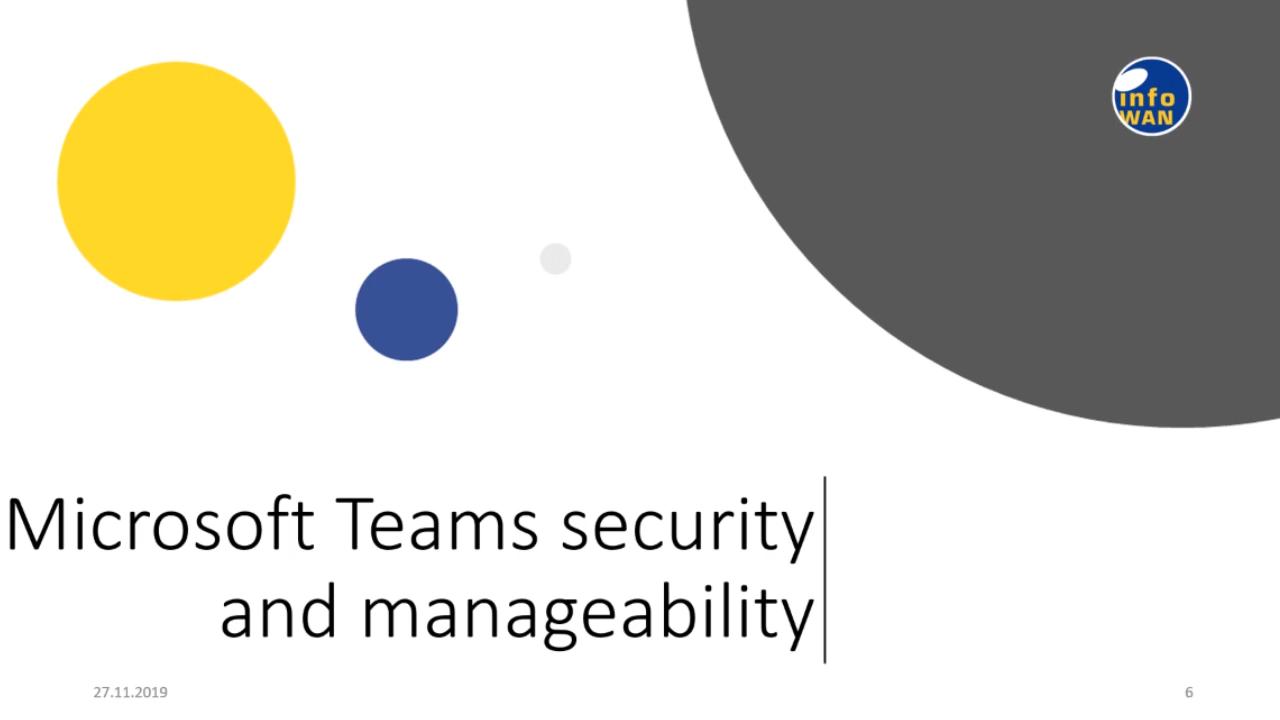 info
WAN
Microsoft Teams security
and manageability
27.11.2019
6